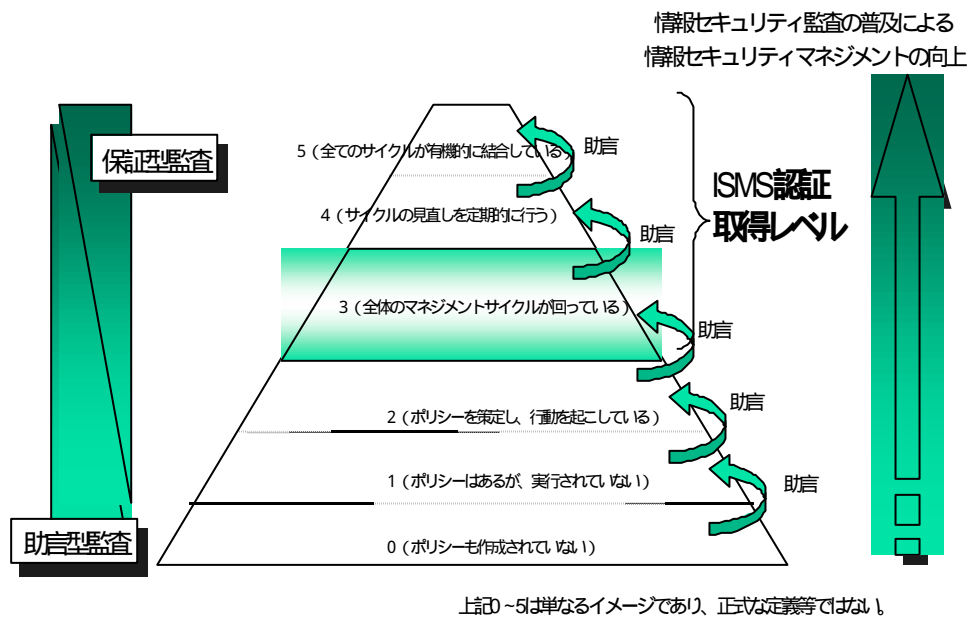 情報セキュリティ監査の普及による
情報セキュリティマネジメントの向上
保証型監査
5(全てのサイクルが有機的に結合している)
助言
ISMS認証
取得レベル
4(サイクルの見直しを定期的に行う)
助言
3(全体のマネジメントサイクルが回っている)
助言
2(ポリシーを策定し、行動を起こしている)
助言
1(ポリシーはあるが、実行されていない)
助言
助言型監査
0(ポリシーも作成されていない)
上記0~5は単なるイメージであり、正式な定義等ではない。